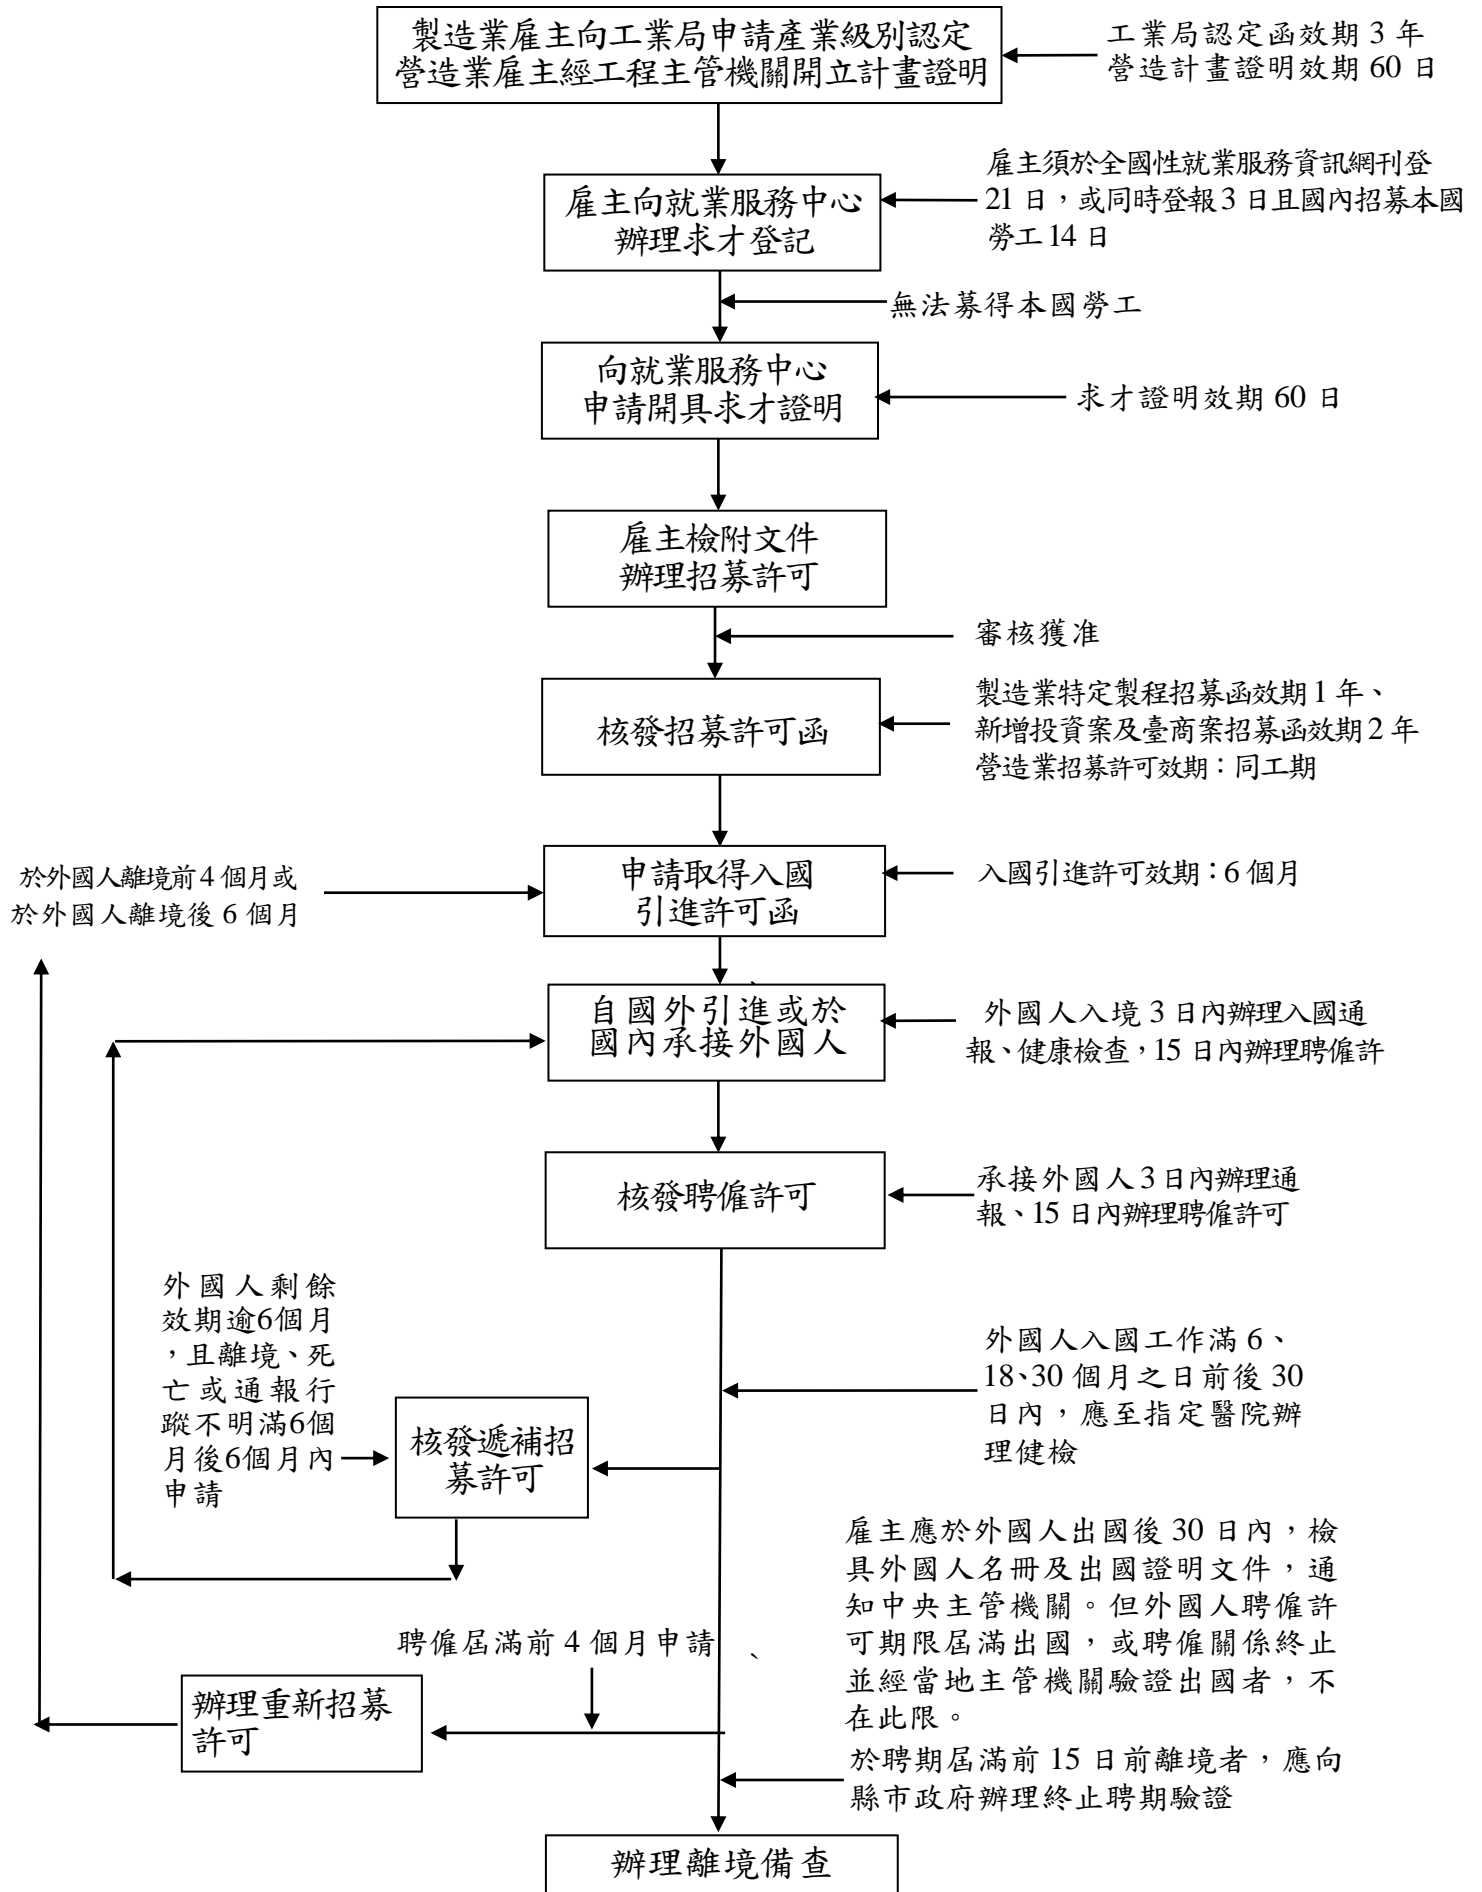 製造業雇主向工業局申請產業級別認定
營造業雇主經工程主管機關開立計畫證明
工業局認定函效期 3 年
營造計畫證明效期 60 日
雇主向就業服務中心
辦理求才登記
雇主須於全國性就業服務資訊網刊登
21 日，或同時登報 3 日且國內招募本國
勞工 14 日
無法募得本國勞工
向就業服務中心
申請開具求才證明
求才證明效期 60 日
雇主檢附文件
辦理招募許可
審核獲准
核發招募許可函
製造業特定製程招募函效期 1 年、
新增投資案及臺商案招募函效期 2 年
營造業招募許可效期：同工期
於外國人離境前 4 個月或
於外國人離境後 6 個月
申請取得入國
引進許可函
入國引進許可效期：6 個月
自國外引進或於
國內承接外國人
外國人入境 3 日內辦理入國通
報、健康檢查，15 日內辦理聘僱許
核發聘僱許可
承接外國人 3 日內辦理通
報、15 日內辦理聘僱許可
外國人剩餘
效期逾6個月
，且離境、死
亡或通報行
蹤不明滿6個
月後6個月內
申請
核發遞補招
募許可
外國人入國工作滿 6、
18、30 個月之日前後 30
日內，應至指定醫院辦
理健檢
雇主應於外國人出國後 30 日內，檢
具外國人名冊及出國證明文件，通
知中央主管機關。但外國人聘僱許
可期限屆滿出國，或聘僱關係終止
並經當地主管機關驗證出國者，不
在此限。
聘僱屆滿前 4 個月申請
、
辦理重新招募
許可
於聘期屆滿前 15 日前離境者，應向
縣市政府辦理終止聘期驗證
辦理離境備查